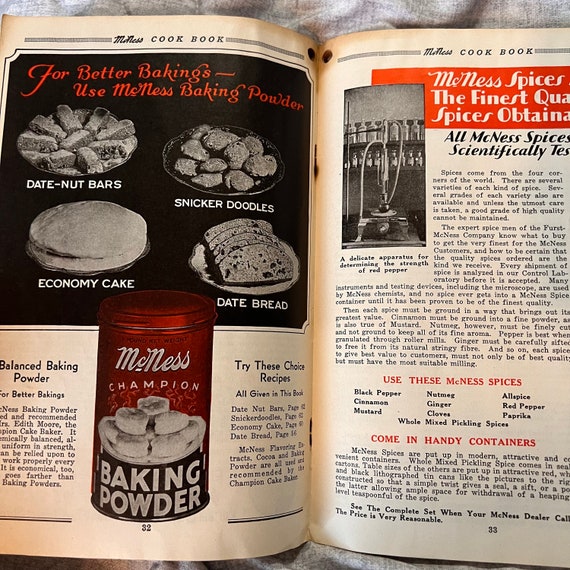 McNess COOK BOOK
For Better Bakings—
Use McNess Baking Powder
DATE-NUT BARS
SNICKER DOODLES
ECONOMY CAKE
DATE BREAD
McNess
CHAMPION
BAKING
POWDER
Balanced Baking
Powder
For Better Bakings
cNess Baking Powder
ed and recommended
rs. Edith Moore, the
mpion Cake Baker. It
hemically balanced, al-
s uniform in strength,
can be relied upon to
work properly every
It is economical, too,
goes farther than
Baking Powders.
Try These Choice
Recipes
All Given in This Book
Date Nut Bars, Page
Snicker Doodles, Page
Economy Cake, Page
Date Bread, Page
McNess Flavoring Ex-
tracts, Cocoa and Baking
Powder are all used and
recommended by the
Champion Cake Baker.
32
McNess COOK BOOK
McNess Spices
The Finest Qua
Spices Obtaina
All McNess Spices
Scientifically Tes
A delicate apparatus for
determining the strength
of red pepper
Spices come from the four cor-
ners of the world. There are several
varieties of each kind of spice. Sev-
eral grades of each variety also are
available and unless the utmost care
is taken, a good grade of high quality
cannot be maintained.
The expert spice men of the Furst-
McNess Company know what to buy
to get the very finest for the McNess
Customers, and how to be certain that
the quality spices ordered are the
kind we receive. Every shipment of
spice is analyzed in our Control Lab-
oratory before it is accepted. Many
instruments and testing devices, including the microscope, are used
by McNess chemists, and no spice ever gets into a McNess Spice
container until it has been proven to be of the finest quality.
Then each spice must be ground in a way that brings out its
greatest value. Cinnamon must be ground into a fine powder, as
is also true of Mustard. Nutmeg, however, must be finely cut
and not ground to keep all of its fine aroma. Pepper is best when
granulated through roller mills. Ginger must be carefully sifted
to free it from its natural stringy fibre. And so on, each spice
to give best value to customers, must not only be of best quality
but must have the most suitable milling.
USE THESE McNESS SPICES
Black Pepper Nutmeg Allspice
Cinnamon Ginger Red Pepper
Mustard Cloves Paprika
Whole Mixed Pickling Spices
COME IN HANDY CONTAINERS
McNess Spices are put up in modern, attractive and con-
venient containers. Whole Mixed Pickling Spice comes in seal
cartons. Table sizes of the others are put up in attractive red, whi
and black lithographed tin cans like the pictures to the righ
constructed so that a simple twist gives a seal, a sift, or a po
the latter allowing ample space for withdrawal of a heaping
level teaspoonful of the spice.
See The Complete Set When Your McNess Dealer Call
The Price is Very Reasonable.
33